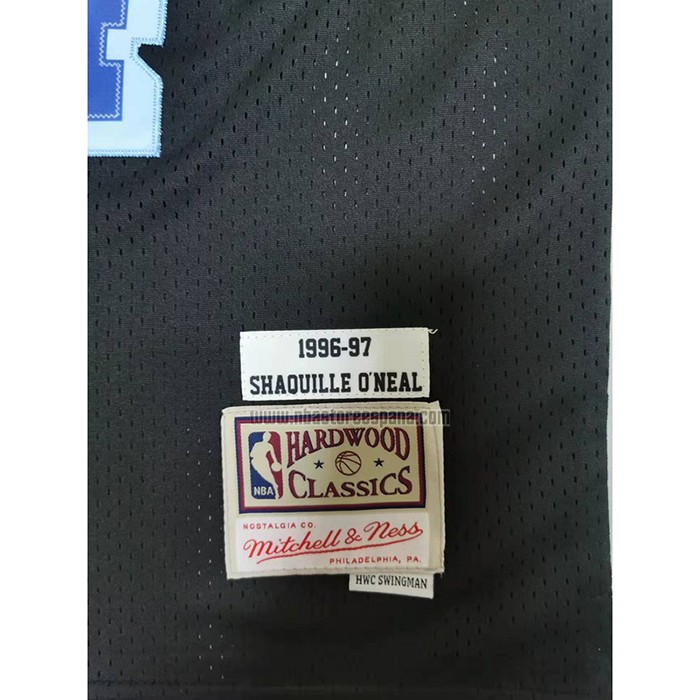 1996-97
SHAQUILLE O'NEAL
www.nbastoreespana.com
HARDWOOD
NBA
CLASSICS
NOSTALGIA CO.
Mitchell & Ness
PHILADELPHIA, PA.
HWC SWINGMAN